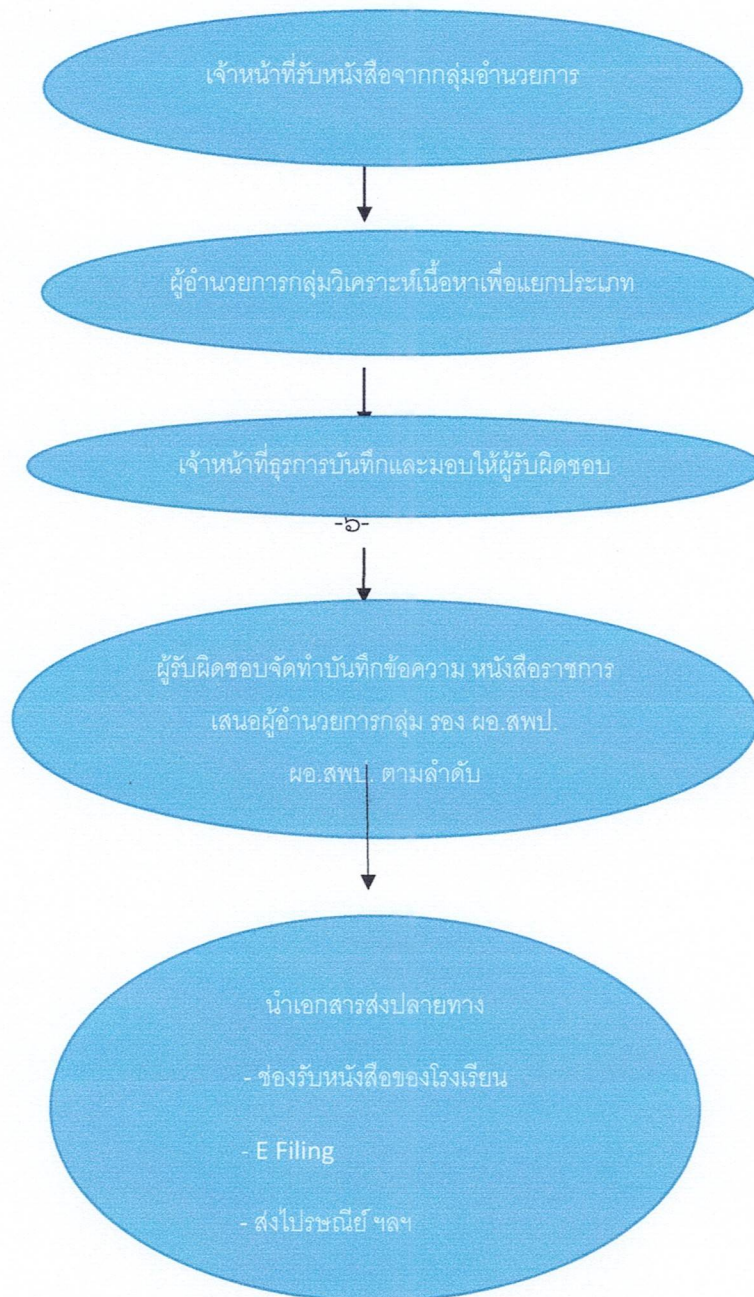 เจ้าหน้าที่รับหนังสือจากกลุ่มอำนวยการ
ผู้อำนวยการกลุ่มวิเคราะห์เนื้อหาเพื่อแยกประเภท
เจ้าหน้าที่ธุรการบันทึกและมอบให้ผู้รับผิดชอบ
-๖-
ผู้รับผิดชอบจัดทำบันทึกข้อความ หนังสือราชการ
เสนอผู้อำนวยการกลุ่ม รอง ผอ.สพป.
ผอ.สพป. ตามลำดับ
นำเอกสารส่งปลายทาง
- ช่องรับหนังสือของโรงเรียน
- E Filing
- ส่งไปรษณีย์ ฯลฯ